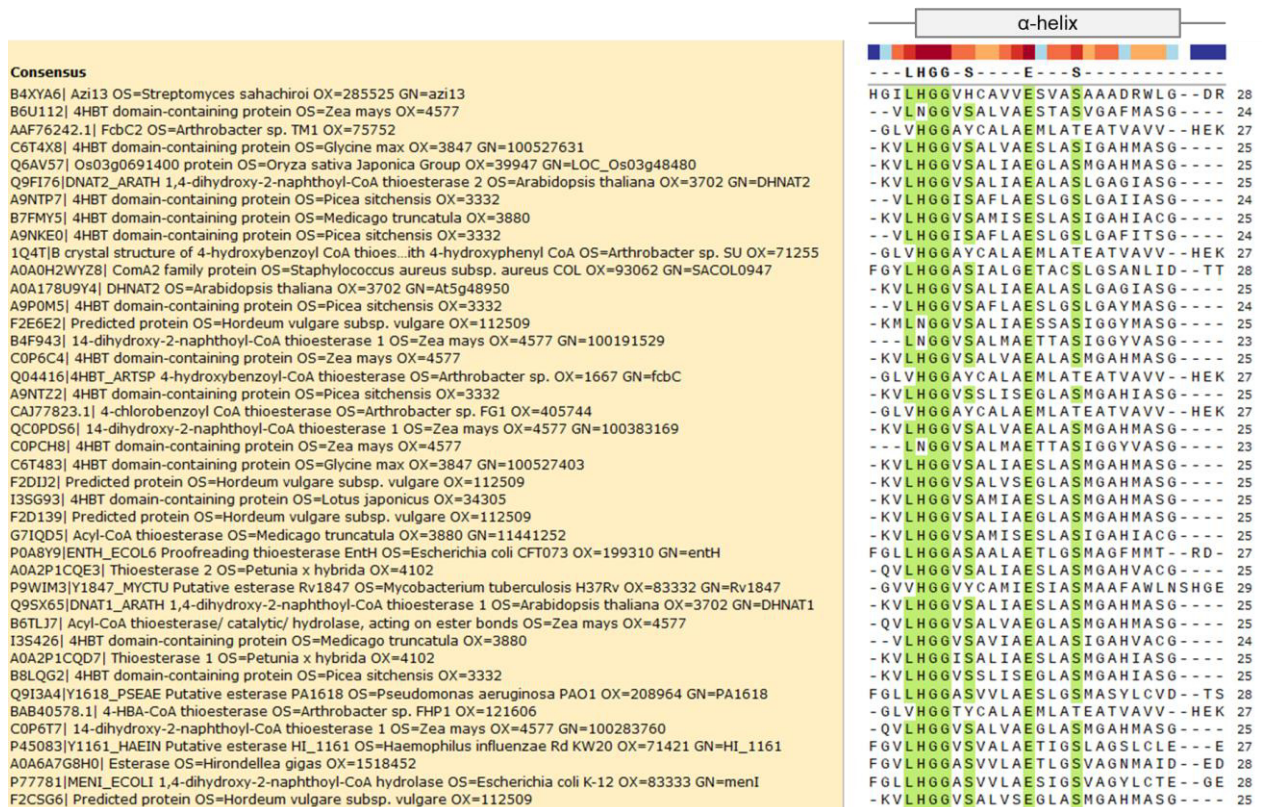 α-helix
Consensus ---LHGG-S----E---S------------
B4XYA6| Azi13 OS=Streptomyces sahachiroi OX=285525 GN=azi13 HGILHGGVHCAVVESVASAAADRWLG--DR 28
B6U112| 4HBT domain-containing protein OS=Zea mays OX=4577 --VLNGGVSALVAESTASVGAFMASG---- 24
AAF76242.1| FcbC2 OS=Arthrobacter sp. TM1 OX=75752 -GLVHGGAYCALAEMLATEATVAVV--HEK 27
C6T4X8| 4HBT domain-containing protein OS=Glycine max OX=3847 GN=100527631 -KVLHGGVSALVAESLASIGAHMASG---- 25
Q6AV57| Os03g0691400 protein OS=Oryza sativa Japonica Group OX=39947 GN=LOC_Os03g48480 -KVLHGGVSALIAESLASIGAHMASG---- 25
Q9FI76|DNAT2_ARATH 1,4-dihydroxy-2-naphthoyl-CoA thioesterase 2 OS=Arabidopsis thaliana OX=3702 GN=DHNAT2 -KVLHGGVSALIAEALASLGAGIASG---- 25
A9NTP7| 4HBT domain-containing protein OS=Picea sitchensis OX=3332 --VLHGGISAFLAESLGSLGAIIASG---- 24
B7FMY5| 4HBT domain-containing protein OS=Medicago truncatula OX=3880 -KVLHGGVSAMISESLASIGAHIACG---- 25
A9NKE0| 4HBT domain-containing protein OS=Picea sitchensis OX=3332 --VLHGGISAFLAESLGSLGAFITSG---- 24
1Q4T|B crystal structure of 4-hydroxybenzoyl CoA thioes...ith 4-hydroxyphenyl CoA OS=Arthrobacter sp. SU OX=71255 -GLVHGGAYCALAEMLATEATVAVV--HEK 27
A0A0H2WYZ8| ComA2 family protein OS=Staphylococcus aureus subsp. aureus COL OX=93062 GN=SACOL0947 FGYLHGGASIALGETACSLGSANLID--TT 28
A0A178U9Y4| DHNAT2 OS=Arabidopsis thaliana OX=3702 GN=At5g48950 -KVLHGGVSALIAEALASLGAGIASG---- 25
A9P0M5| 4HBT domain-containing protein OS=Picea sitchensis OX=3332 --VLHGGVSAFLAESLGSLGAYMASG---- 24
F2E6E2| Predicted protein OS=Hordeum vulgare subsp. vulgare OX=112509 -KMLNGGVSALIAESSASIGGYMASG---- 25
B4F943| 14-dihydroxy-2-naphthoyl-CoA thioesterase 1 OS=Zea mays OX=4577 GN=100191529 ---LNGGVSALMAETTASIGGYVASG---- 23
C0P6C4| 4HBT domain-containing protein OS=Zea mays OX=4577 -KVLHGGVSALVAEALASMGAHMASG---- 25
Q04416|4HBT_ARTSP 4-hydroxybenzoyl-CoA thioesterase OS=Arthrobacter sp. OX=1667 GN=fcbC -GLVHGGAYCALAEMLATEATVAVV--HEK 27
A9NTZ2| 4HBT domain-containing protein OS=Picea sitchensis OX=3332 -KVLHGGVSSLISEGLASMGAHIASG---- 25
CAJ77823.1| 4-chlorobenzoyl CoA thioesterase OS=Arthrobacter sp. FG1 OX=405744 -GLVHGGAYCALAEMLATEATVAVV--HEK 27
QC0PDS6| 14-dihydroxy-2-naphthoyl-CoA thioesterase 1 OS=Zea mays OX=4577 GN=100383169 -KVLHGGVSALVAEALASMGAHMASG---- 25
C0PCH8| 4HBT domain-containing protein OS=Zea mays OX=4577 ---LNGGVSALMAETTASIGGYVASG---- 23
C6T483| 4HBT domain-containing protein OS=Glycine max OX=3847 GN=100527403 -KVLHGGVSALIAESLASMGAHMASG---- 25
F2DIJ2| Predicted protein OS=Hordeum vulgare subsp. vulgare OX=112509 -KVLHGGVSALVSEGLASMGAHMASG---- 25
I3SG93| 4HBT domain-containing protein OS=Lotus japonicus OX=34305 -KVLHGGVSAMIAESLASMGAHMASG---- 25
F2D139| Predicted protein OS=Hordeum vulgare subsp. vulgare OX=112509 -KVLHGGVSALIAEGLASMGAHMASG---- 25
G7IQD5| Acyl-CoA thioesterase OS=Medicago truncatula OX=3880 GN=11441252 -KVLHGGVSAMISESLASIGAHIACG---- 25
P0A8Y9|ENTH_ECOL6 Proofreading thioesterase EntH OS=Escherichia coli CFT073 OX=199310 GN=entH FGLLHGGASAALAETLGSMAGFMMT--RD- 27
A0A2P1CQE3| Thioesterase 2 OS=Petunia x hybrida OX=4102 -QVLHGGVSALIAESLASMGAHVACG---- 25
P9WIM3|Y1847_MYCTU Putative esterase Rv1847 OS=Mycobacterium tuberculosis H37Rv OX=83332 GN=Rv1847 -GVVHGGVYCAMIESIASMAAFAWLNSHGE 29
Q9SX65|DNAT1_ARATH 1,4-dihydroxy-2-naphthoyl-CoA thioesterase 1 OS=Arabidopsis thaliana OX=3702 GN=DHNAT1 -KVLHGGVSALIAESLASMGAHMASG---- 25
B6TLJ7| Acyl-CoA thioesterase/ catalytic/ hydrolase, acting on ester bonds OS=Zea mays OX=4577 -QVLHGGVSALVAESLASMGAHMASG---- 25
I3S426| 4HBT domain-containing protein OS=Medicago truncatula OX=3880 --VLHGGVSAVIAEALASIGAHVACG---- 24
A0A2P1CQD7| Thioesterase 1 OS=Petunia x hybrida OX=4102 -KVLHGGISALIAESLASMGAHIASG---- 25
B8LQG2| 4HBT domain-containing protein OS=Picea sitchensis OX=3332 -KVLHGGVSSLISEGLASMGAHIASG---- 25
Q9I3A4|Y1618_PSEAE Putative esterase PA1618 OS=Pseudomonas aeruginosa PAO1 OX=208964 GN=PA1618 FGLLHGGASVVLAESLGSMASYLCVD--TS 28
BAB40578.1| 4-HBA-CoA thioesterase OS=Arthrobacter sp. FHP1 OX=121606 -GLVHGGTYCALAEMLATEATVAVV--HEK 27
C0P6T7| 14-dihydroxy-2-naphthoyl-CoA thioesterase 1 OS=Zea mays OX=4577 GN=100283760 -QVLHGGVSALVAESLASMGAHMASG---- 25
P45083|Y1161_HAEIN Putative esterase HI_1161 OS=Haemophilus influenzae Rd KW20 OX=71421 GN=HI_1161 FGVLHGGVSVALAETIGSLAGSLCLE---E 27
A0A6A7G8H0| Esterase OS=Hirondellea gigas OX=1518452 FGVLHGGASVVLAETLGSVAGNMAID--ED 28
P77781|MENI_ECOLI 1,4-dihydroxy-2-naphthoyl-CoA hydrolase OS=Escherichia coli K-12 OX=83333 GN=menI FGLLHGGASVVLAESIGSVAGYLCTE--GE 28
F2CSG6| Predicted protein OS=Hordeum vulgare subsp. vulgare OX=112509 -KVLHGGVSALVSEGLASMGAHMASG---- 25